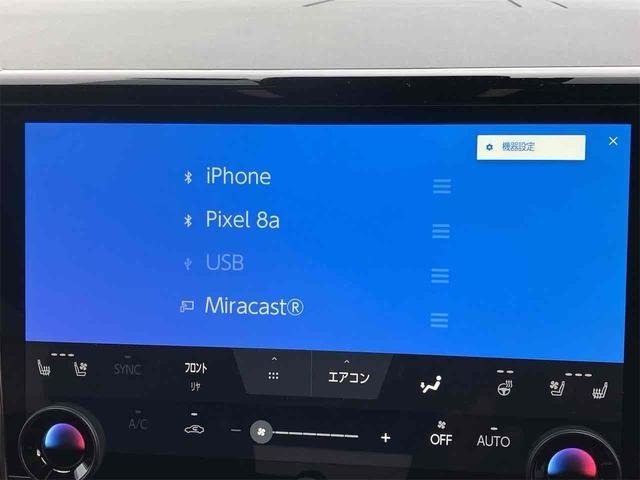 機器設定
iPhone
Pixel 8a
USB
Miracast®
SYNC
フロント
リヤ
エアコン
A/C
OFF
AUTO